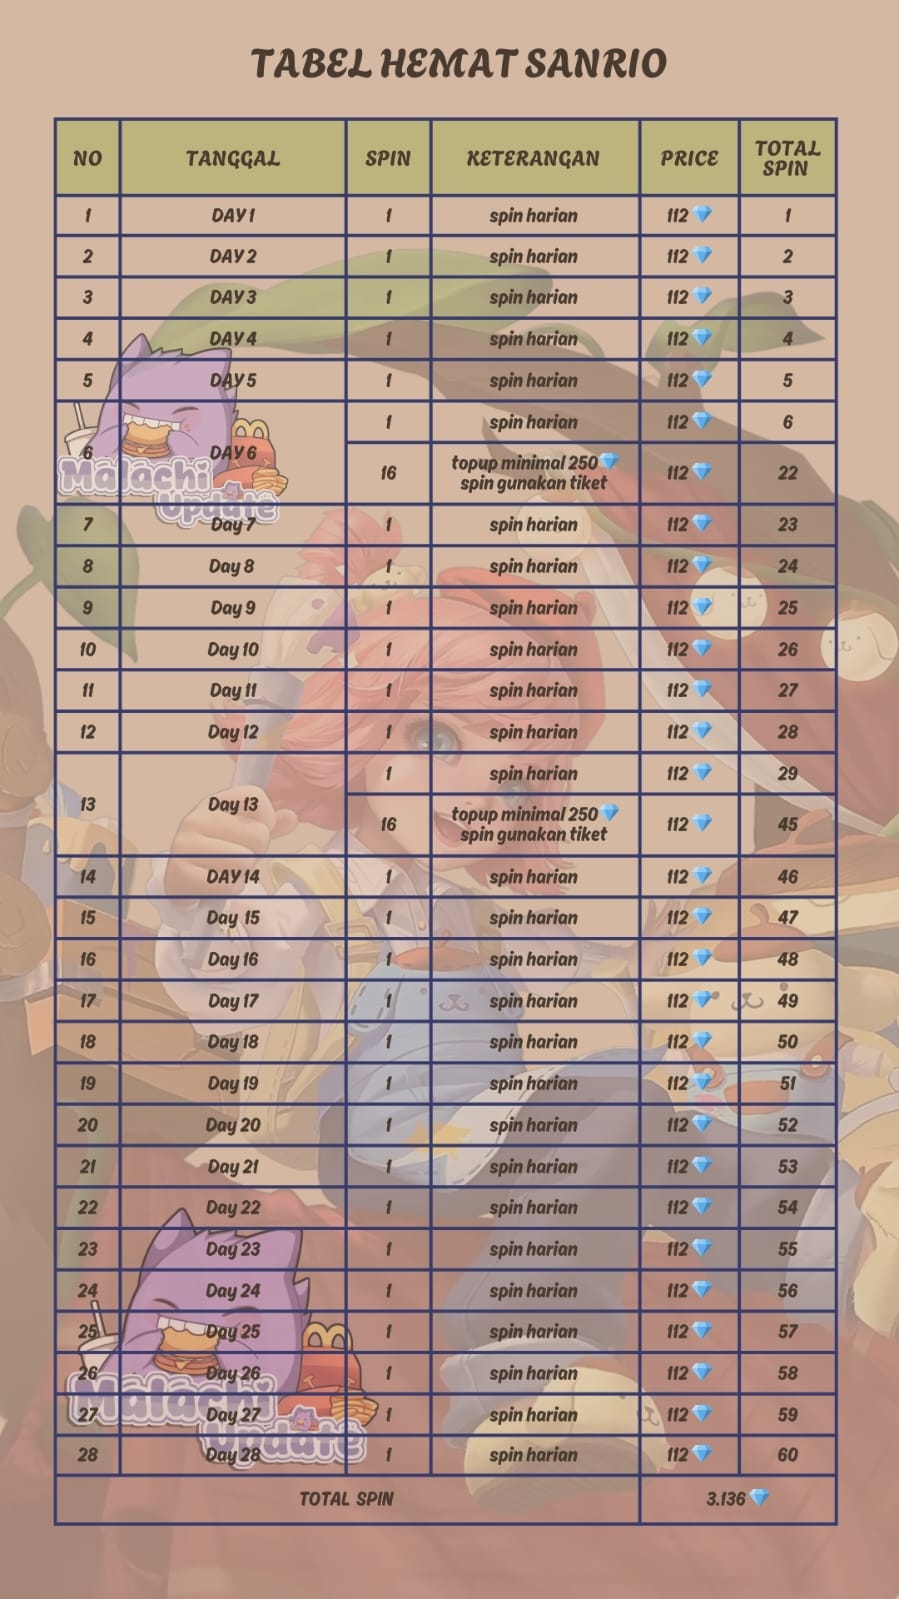 TABEL HEMAT SANRIO
NO TANGGAL SPIN KETERANGAN PRICE TOTAL SPIN
1 DAY 1 1 spin harian 112💎 1
2 DAY 2 1 spin harian 112💎 2
3 DAY 3 1 spin harian 112💎 3
4 DAY 4 1 spin harian 112💎 4
5 DAY 5 1 spin harian 112💎 5
6 DAY 6 1 spin harian 112💎 6
16 topup minimal 250💎 spin gunakan tiket 112💎 22
Malachi
Update
7 Day 7 1 spin harian 112💎 23
8 Day 8 1 spin harian 112💎 24
9 Day 9 1 spin harian 112💎 25
10 Day 10 1 spin harian 112💎 26
11 Day 11 1 spin harian 112💎 27
12 Day 12 1 spin harian 112💎 28
13 Day 13 1 spin harian 112💎 29
16 topup minimal 250💎 spin gunakan tiket 112💎 45
14 DAY 14 1 spin harian 112💎 46
15 Day 15 1 spin harian 112💎 47
16 Day 16 1 spin harian 112💎 48
17 Day 17 1 spin harian 112💎 49
18 Day 18 1 spin harian 112💎 50
19 Day 19 1 spin harian 112💎 51
20 Day 20 1 spin harian 112💎 52
21 Day 21 1 spin harian 112💎 53
22 Day 22 1 spin harian 112💎 54
23 Day 23 1 spin harian 112💎 55
24 Day 24 1 spin harian 112💎 56
25 Day 25 1 spin harian 112💎 57
26 Day 26 1 spin harian 112💎 58
Malachi
27 Day 27 1 spin harian 112💎 59
Update
28 Day 28 1 spin harian 112💎 60
TOTAL SPIN 3.136💎